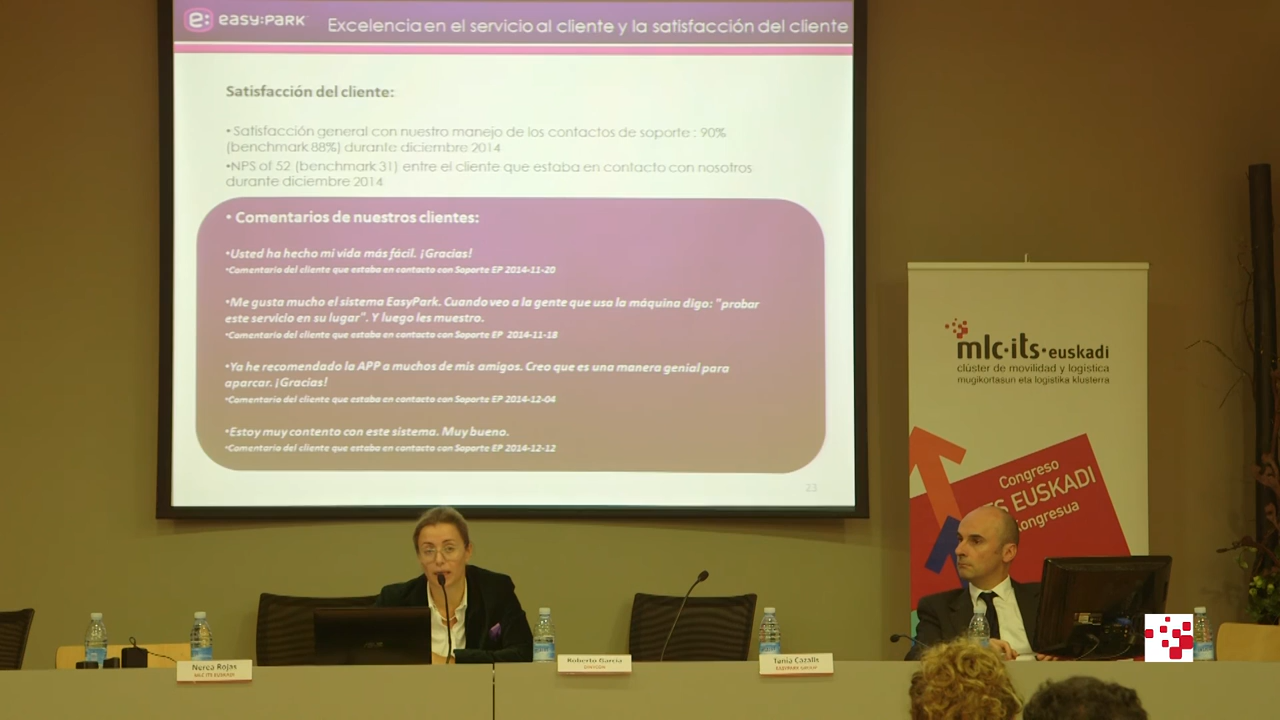 e: easy:PARK Excelencia en el servicio al cliente y la satisfacción del cliente
Satisfacción del cliente:
• Satisfacción general con nuestro manejo de los contactos de soporte : 90%
(benchmark 88%) durante diciembre 2014
•NPS of 52 (benchmark 31) entre el cliente que estaba en contacto con nosotros
durante diciembre 2014
• Comentarios de nuestros clientes:
•Usted ha hecho mi vida más fácil. ¡Gracias!
•Comentario del cliente que estaba en contacto con Soporte EP 2014-11-20
•Me gusta mucho el sistema EasyPark. Cuando veo a la gente que usa la máquina digo: "probar
este servicio en su lugar". Y luego les muestro.
•Comentario del cliente que estaba en contacto con Soporte EP 2014-11-18
•Ya he recomendado la APP a muchos de mis amigos. Creo que es una manera genial para
aparcar. ¡Gracias!
•Comentario del cliente que estaba en contacto con Soporte EP 2014-12-04
•Estoy muy contento con este sistema. Muy bueno.
•Comentario del cliente que estaba en contacto con Soporte EP 2014-12-12
23
mlc·its·euskadi
clúster de movilidad y logística
mugikortasun eta logistika klusterra
Congreso
EUSKADI
Kongresua
Nerea Rojas
MLC ITS EUSKADI
Roberto García
Tonia Cazalis
EASYPARK GROUP